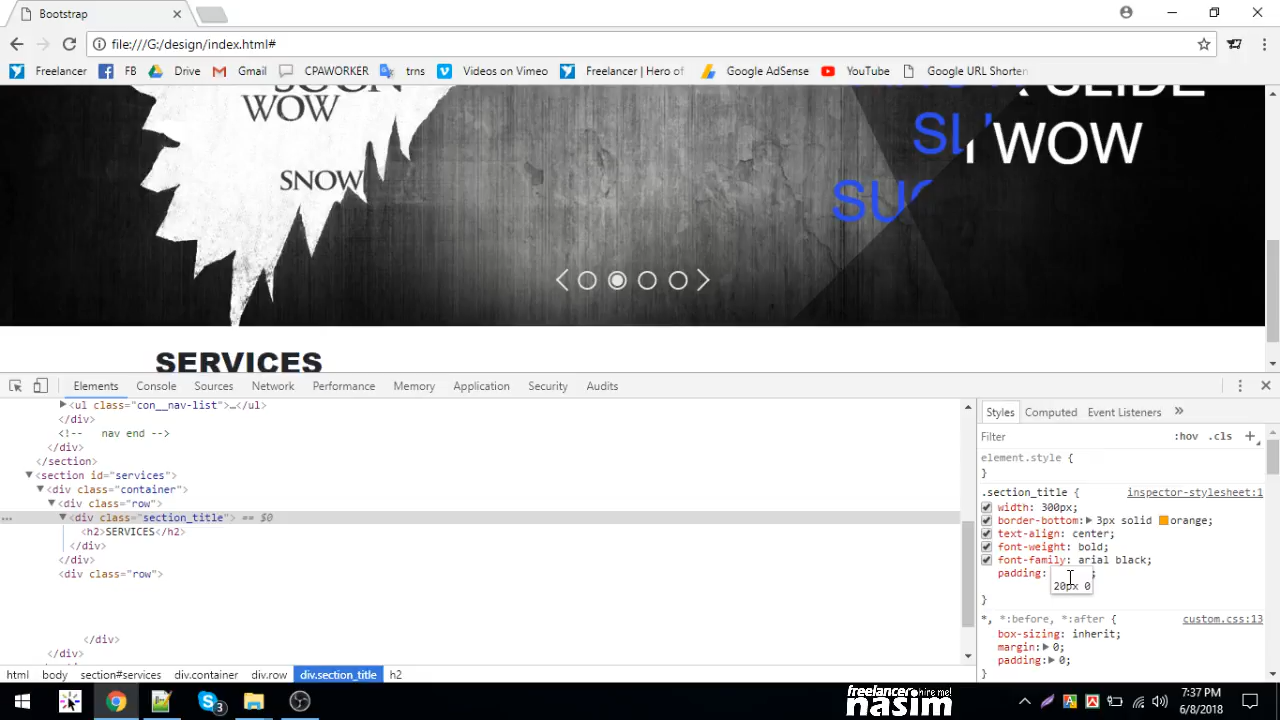 Bootstrap
file:///G:/design/index.html#
Freelancer FB Drive Gmail CPAWORKER trns Videos on Vimeo Freelancer | Hero of Google AdSense YouTube Google URL Shorten
WOW
SNOW
SLIDE
WOW
SERVICES
Elements Console Sources Network Performance Memory Application Security Audits
▶<ul class="con__nav-list">…</ul>
</div>
<!-- nav end -->
</div>
</section>
▼<section id="services">
▼<div class="container">
▼<div class="row">
… ▼<div class="section_title"> == $0
<h2>SERVICES</h2>
</div>
</div>
<div class="row">
</div>
html body section#services div.container div.row div.section_title h2
Styles Computed Event Listeners »
Filter :hov .cls +
element.style {
}
.section_title { inspector-stylesheet:1
width: 300px;
border-bottom:▶3px solid orange;
text-align: center;
font-weight: bold;
font-family: arial black;
padding: ;
20px 0
}
*, *:before, *:after { custom.css:13
box-sizing: inherit;
margin:▶0;
padding:▶0;
}
3
freelancer hire me!
nasim
7:37 PM
6/8/2018